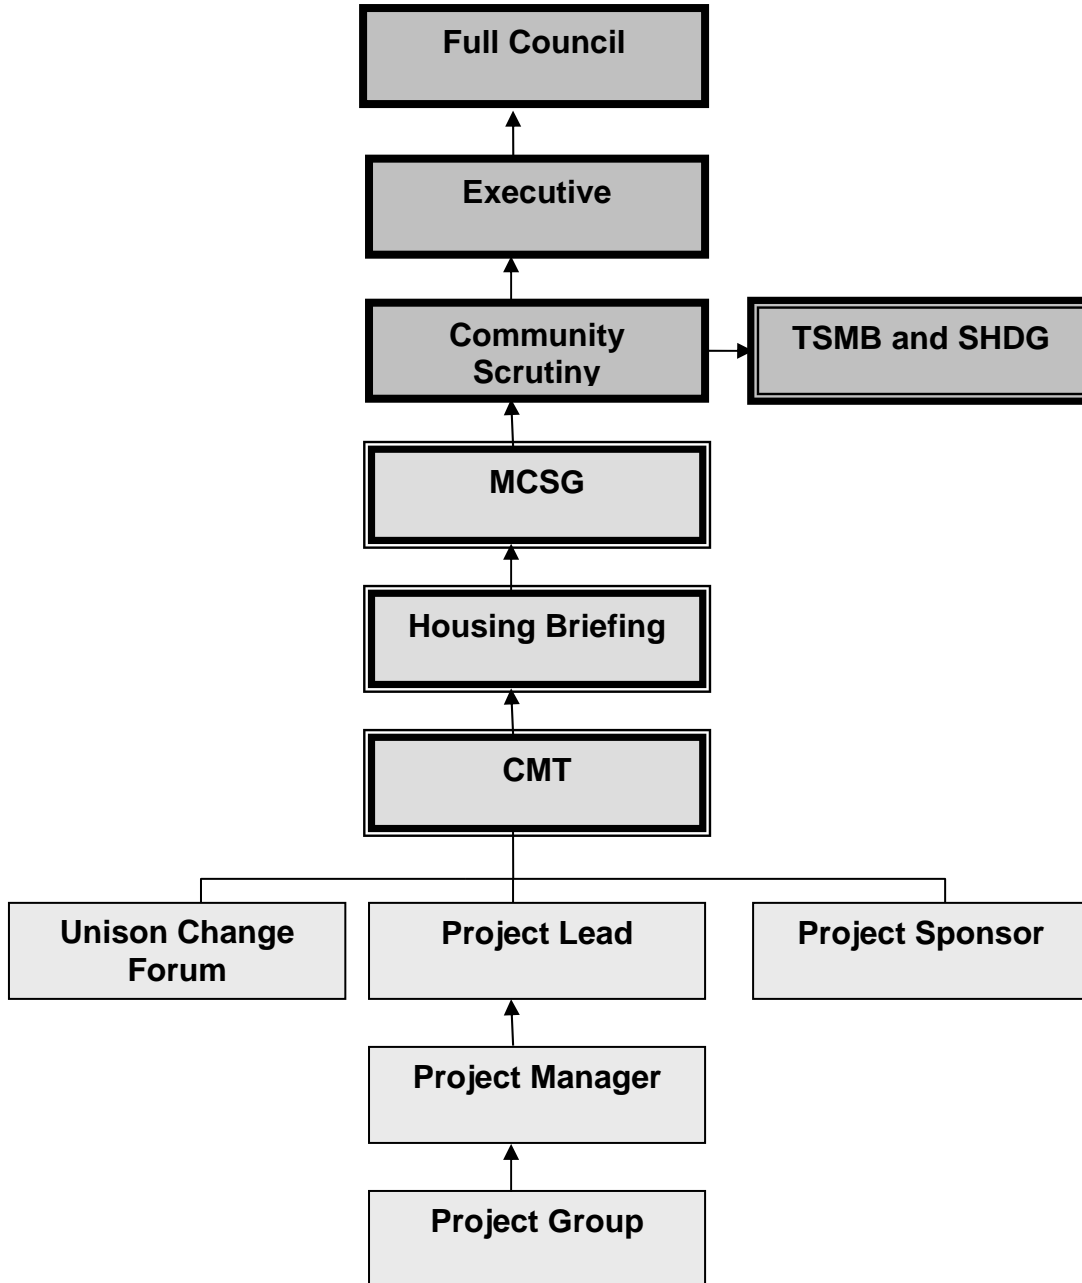 Full Council
Executive
Community
Scrutiny
TSMB and SHDG
MCSG
Housing Briefing
CMT
Unison Change
Forum
Project Lead
Project Sponsor
Project Manager
Project Group